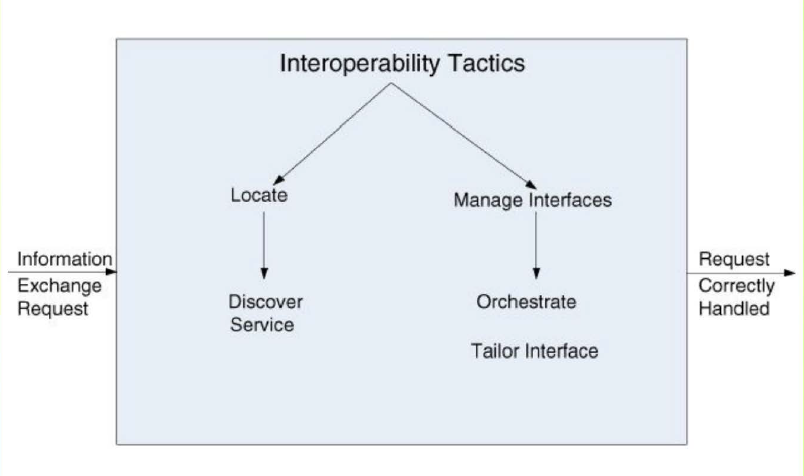 Interoperability Tactics
Locate
Manage Interfaces
Information
Exchange
Request
Discover
Service
Orchestrate
Tailor Interface
Request
Correctly
Handled